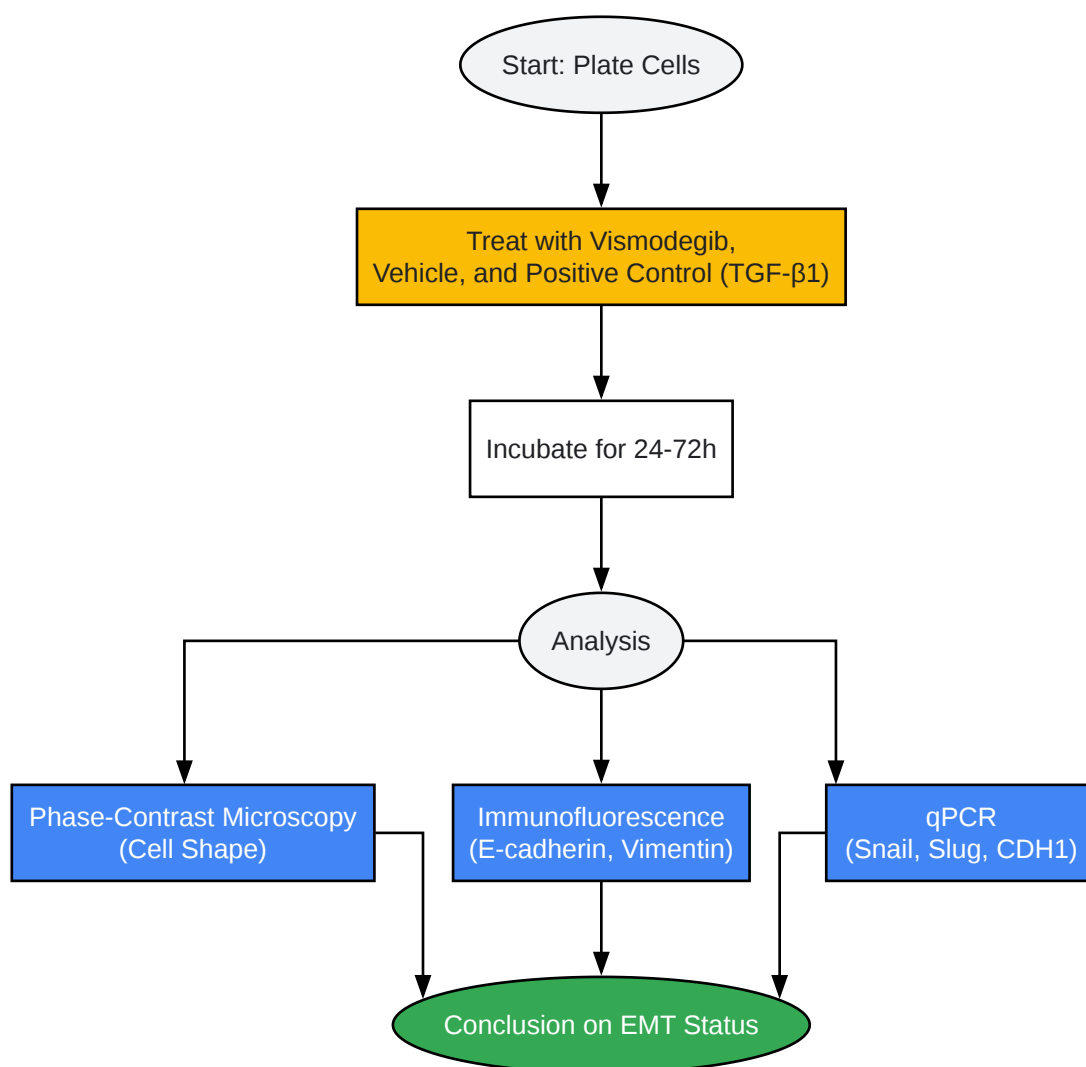 Start: Plate Cells
Treat with Vismodegib,
Vehicle, and Positive Control (TGF-β1)
Incubate for 24-72h
Analysis
Phase-Contrast Microscopy
(Cell Shape)
Immunofluorescence
(E-cadherin, Vimentin)
qPCR
(Snail, Slug, CDH1)
Conclusion on EMT Status